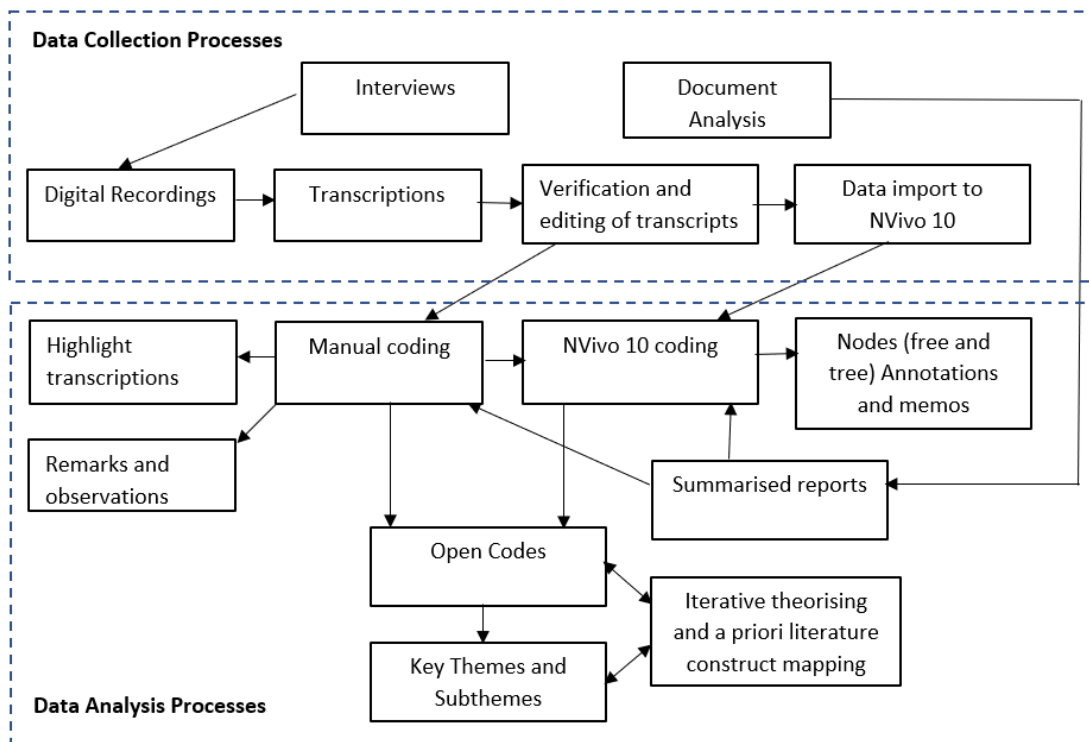 Data Collection Processes
Interviews
Document
Analysis
Digital Recordings
Transcriptions
Verification and
editing of transcripts
Data import to
NVivo 10
Highlight
transcriptions
Manual coding
NVivo 10 coding
Nodes (free and
tree) Annotations
and memos
Remarks and
observations
Summarised reports
Open Codes
Iterative theorising
and a priori literature
construct mapping
Key Themes and
Subthemes
Data Analysis Processes